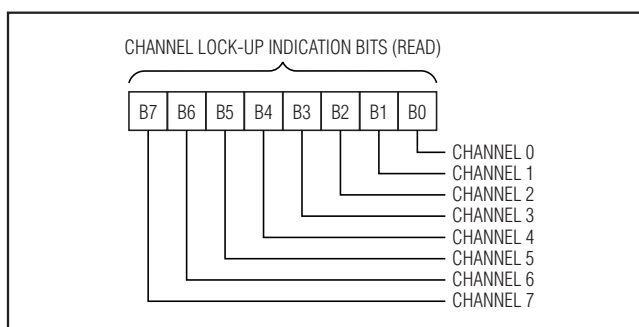 CHANNEL LOCK-UP INDICATION BITS (READ)
B7 B6 B5 B4 B3 B2 B1 B0
CHANNEL 0
CHANNEL 1
CHANNEL 2
CHANNEL 3
CHANNEL 4
CHANNEL 5
CHANNEL 6
CHANNEL 7